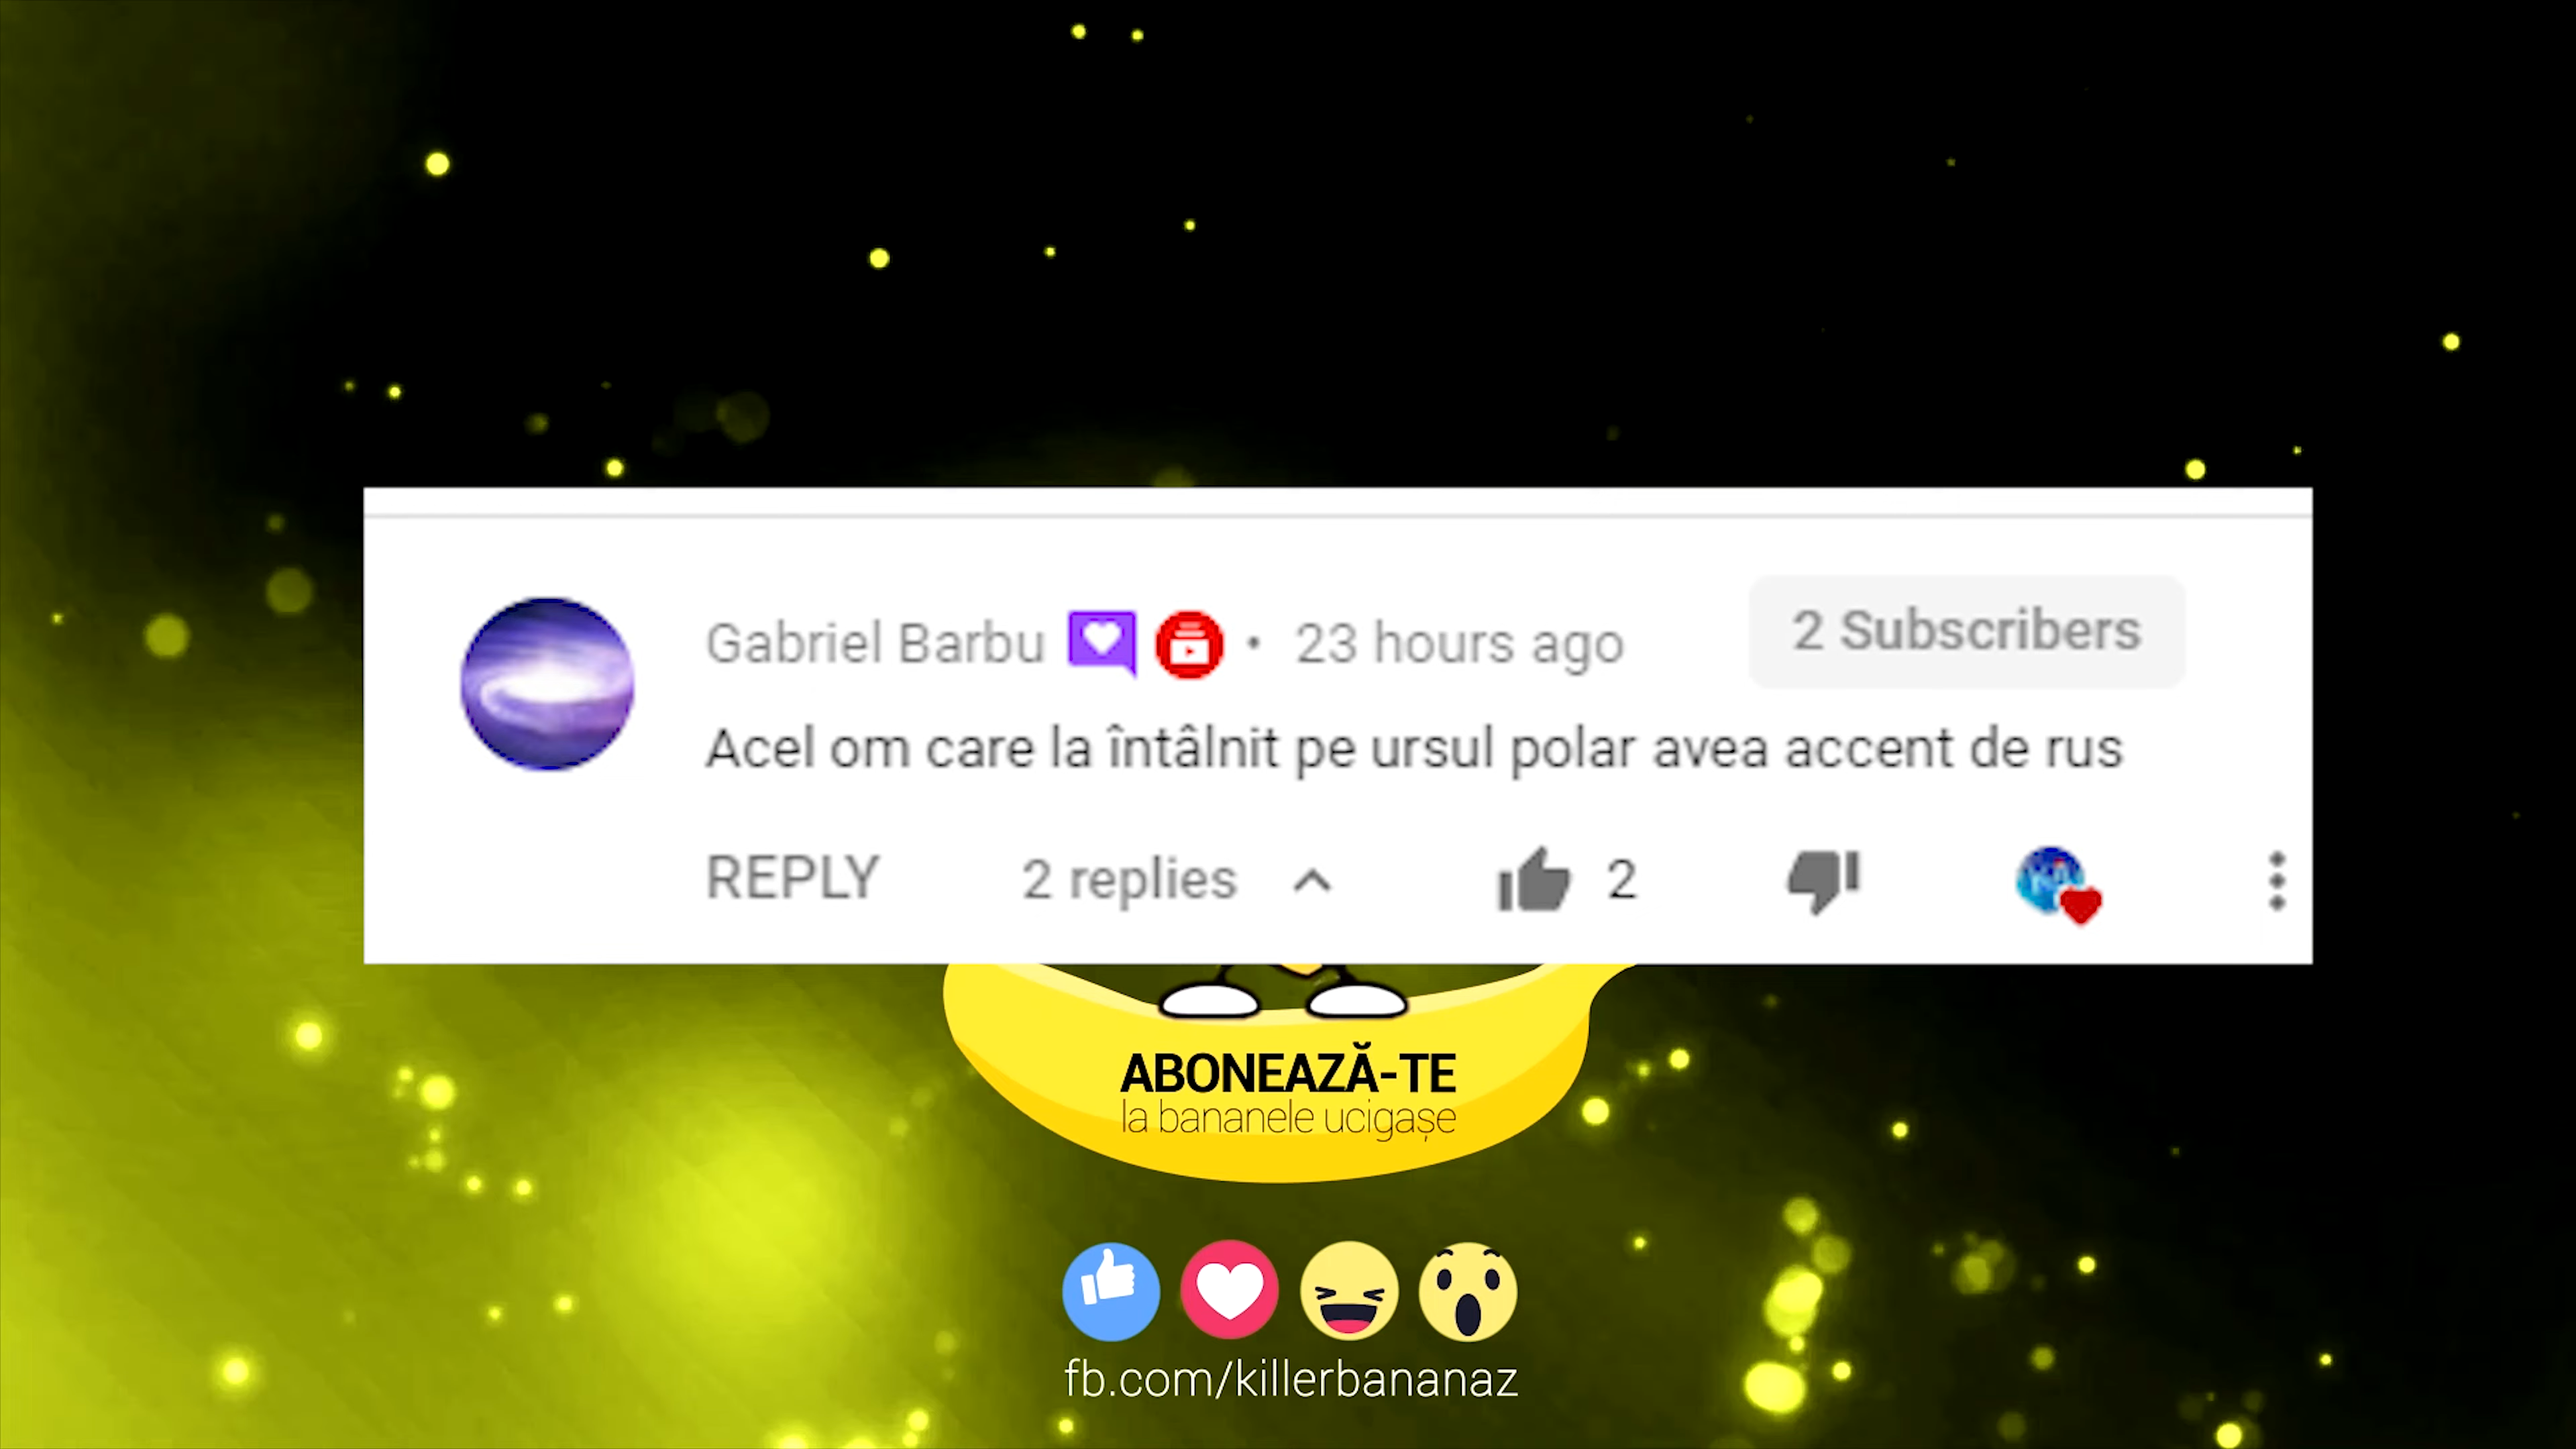 Gabriel Barbu • 23 hours ago
2 Subscribers
Acel om care la întâlnit pe ursul polar avea accent de rus
REPLY 2 replies 2
ABONEAZĂ-TE
la bananele ucigașe
fb.com/killerbananaz